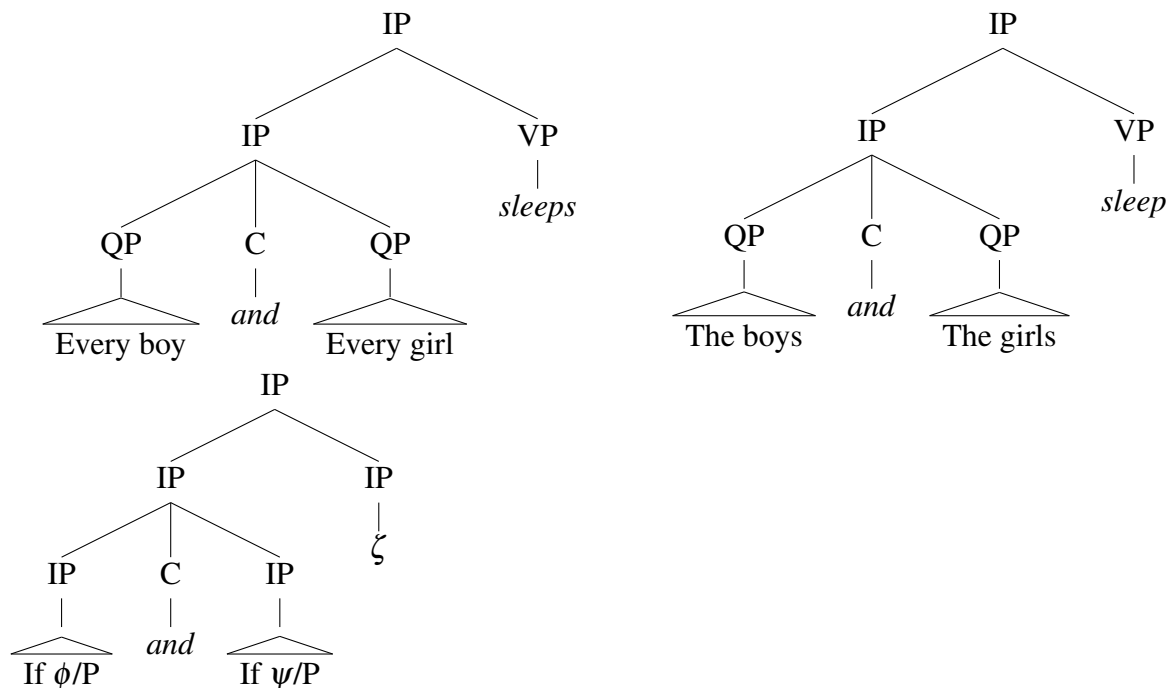 IP IP
IP VP IP VP
sleeps sleep
QP C QP QP C QP
Every boy and Every girl The boys and The girls
IP
IP IP
ζ
IP C IP
If ϕ/P and If ψ/P